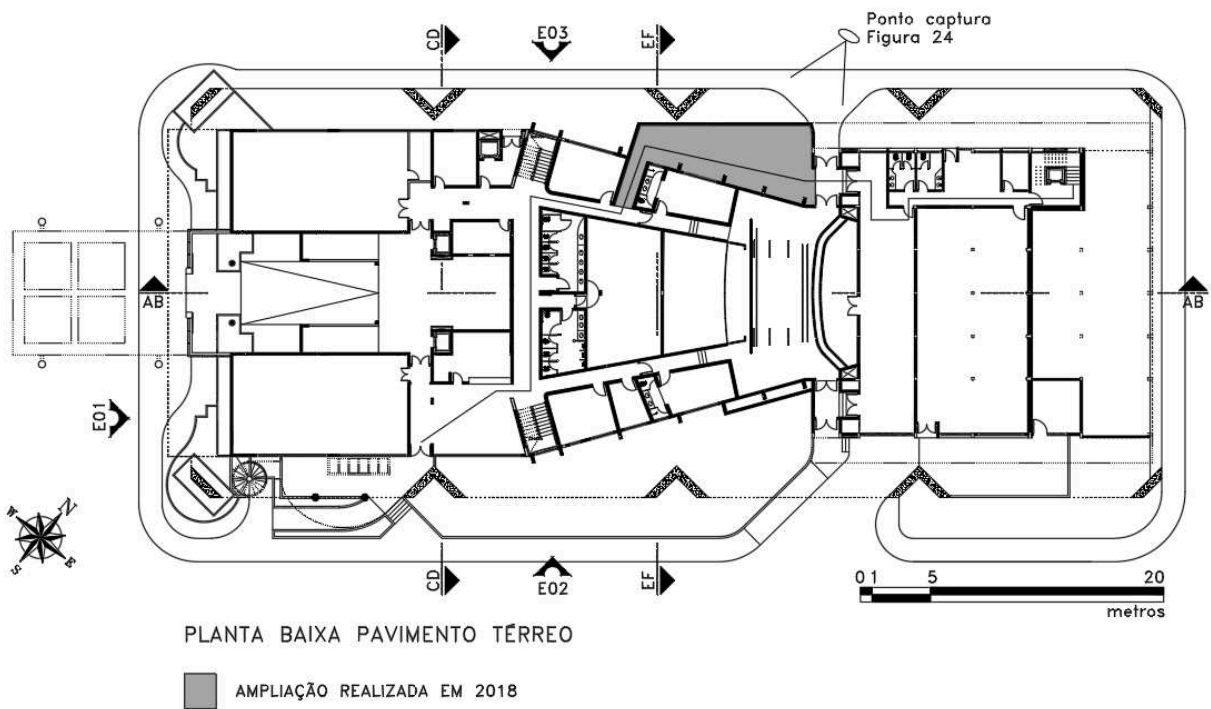 Ponto captura
Figura 24
CD
E03
EF
AB
AB
E01
W
N
S
E
CD
E02
EF
0 1 5 20
metros
PLANTA BAIXA PAVIMENTO TÉRREO
AMPLIAÇÃO REALIZADA EM 2018